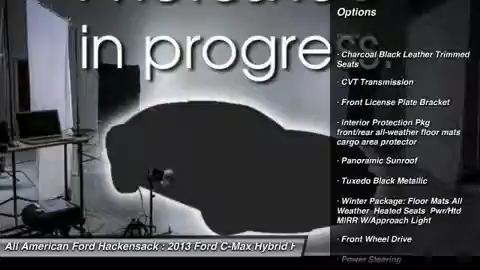 in progress.
Options
· Charcoal Black Leather Trimmed
Seats
· CVT Transmission
· Front License Plate Bracket
· Interior Protection Pkg
front/rear all-weather floor mats
cargo area protector
· Panoramic Sunroof
· Tuxedo Black Metallic
· Winter Package: Floor Mats All
Weather Heated Seats Pwr/Htd
MIRR W/Approach Light
· Front Wheel Drive
· Power Steering
All American Ford Hackensack : 2013 Ford C-Max Hybrid